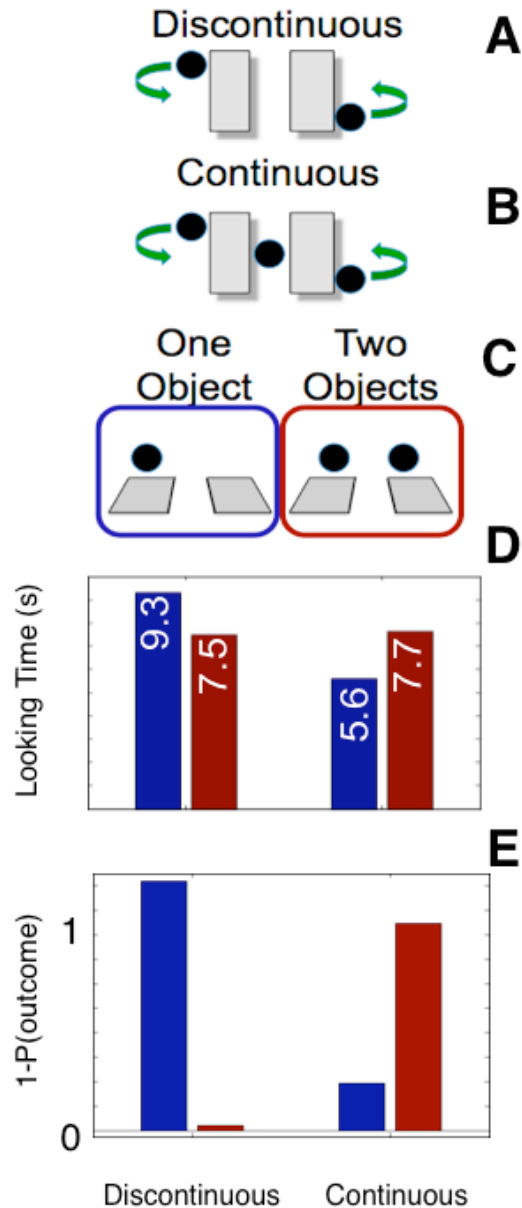 Discontinuous
A
Continuous
B
One Object
Two Objects
C
D
Looking Time (s)
9.3
7.5
5.6
7.7
E
1-P(outcome)
1
0
Discontinuous
Continuous